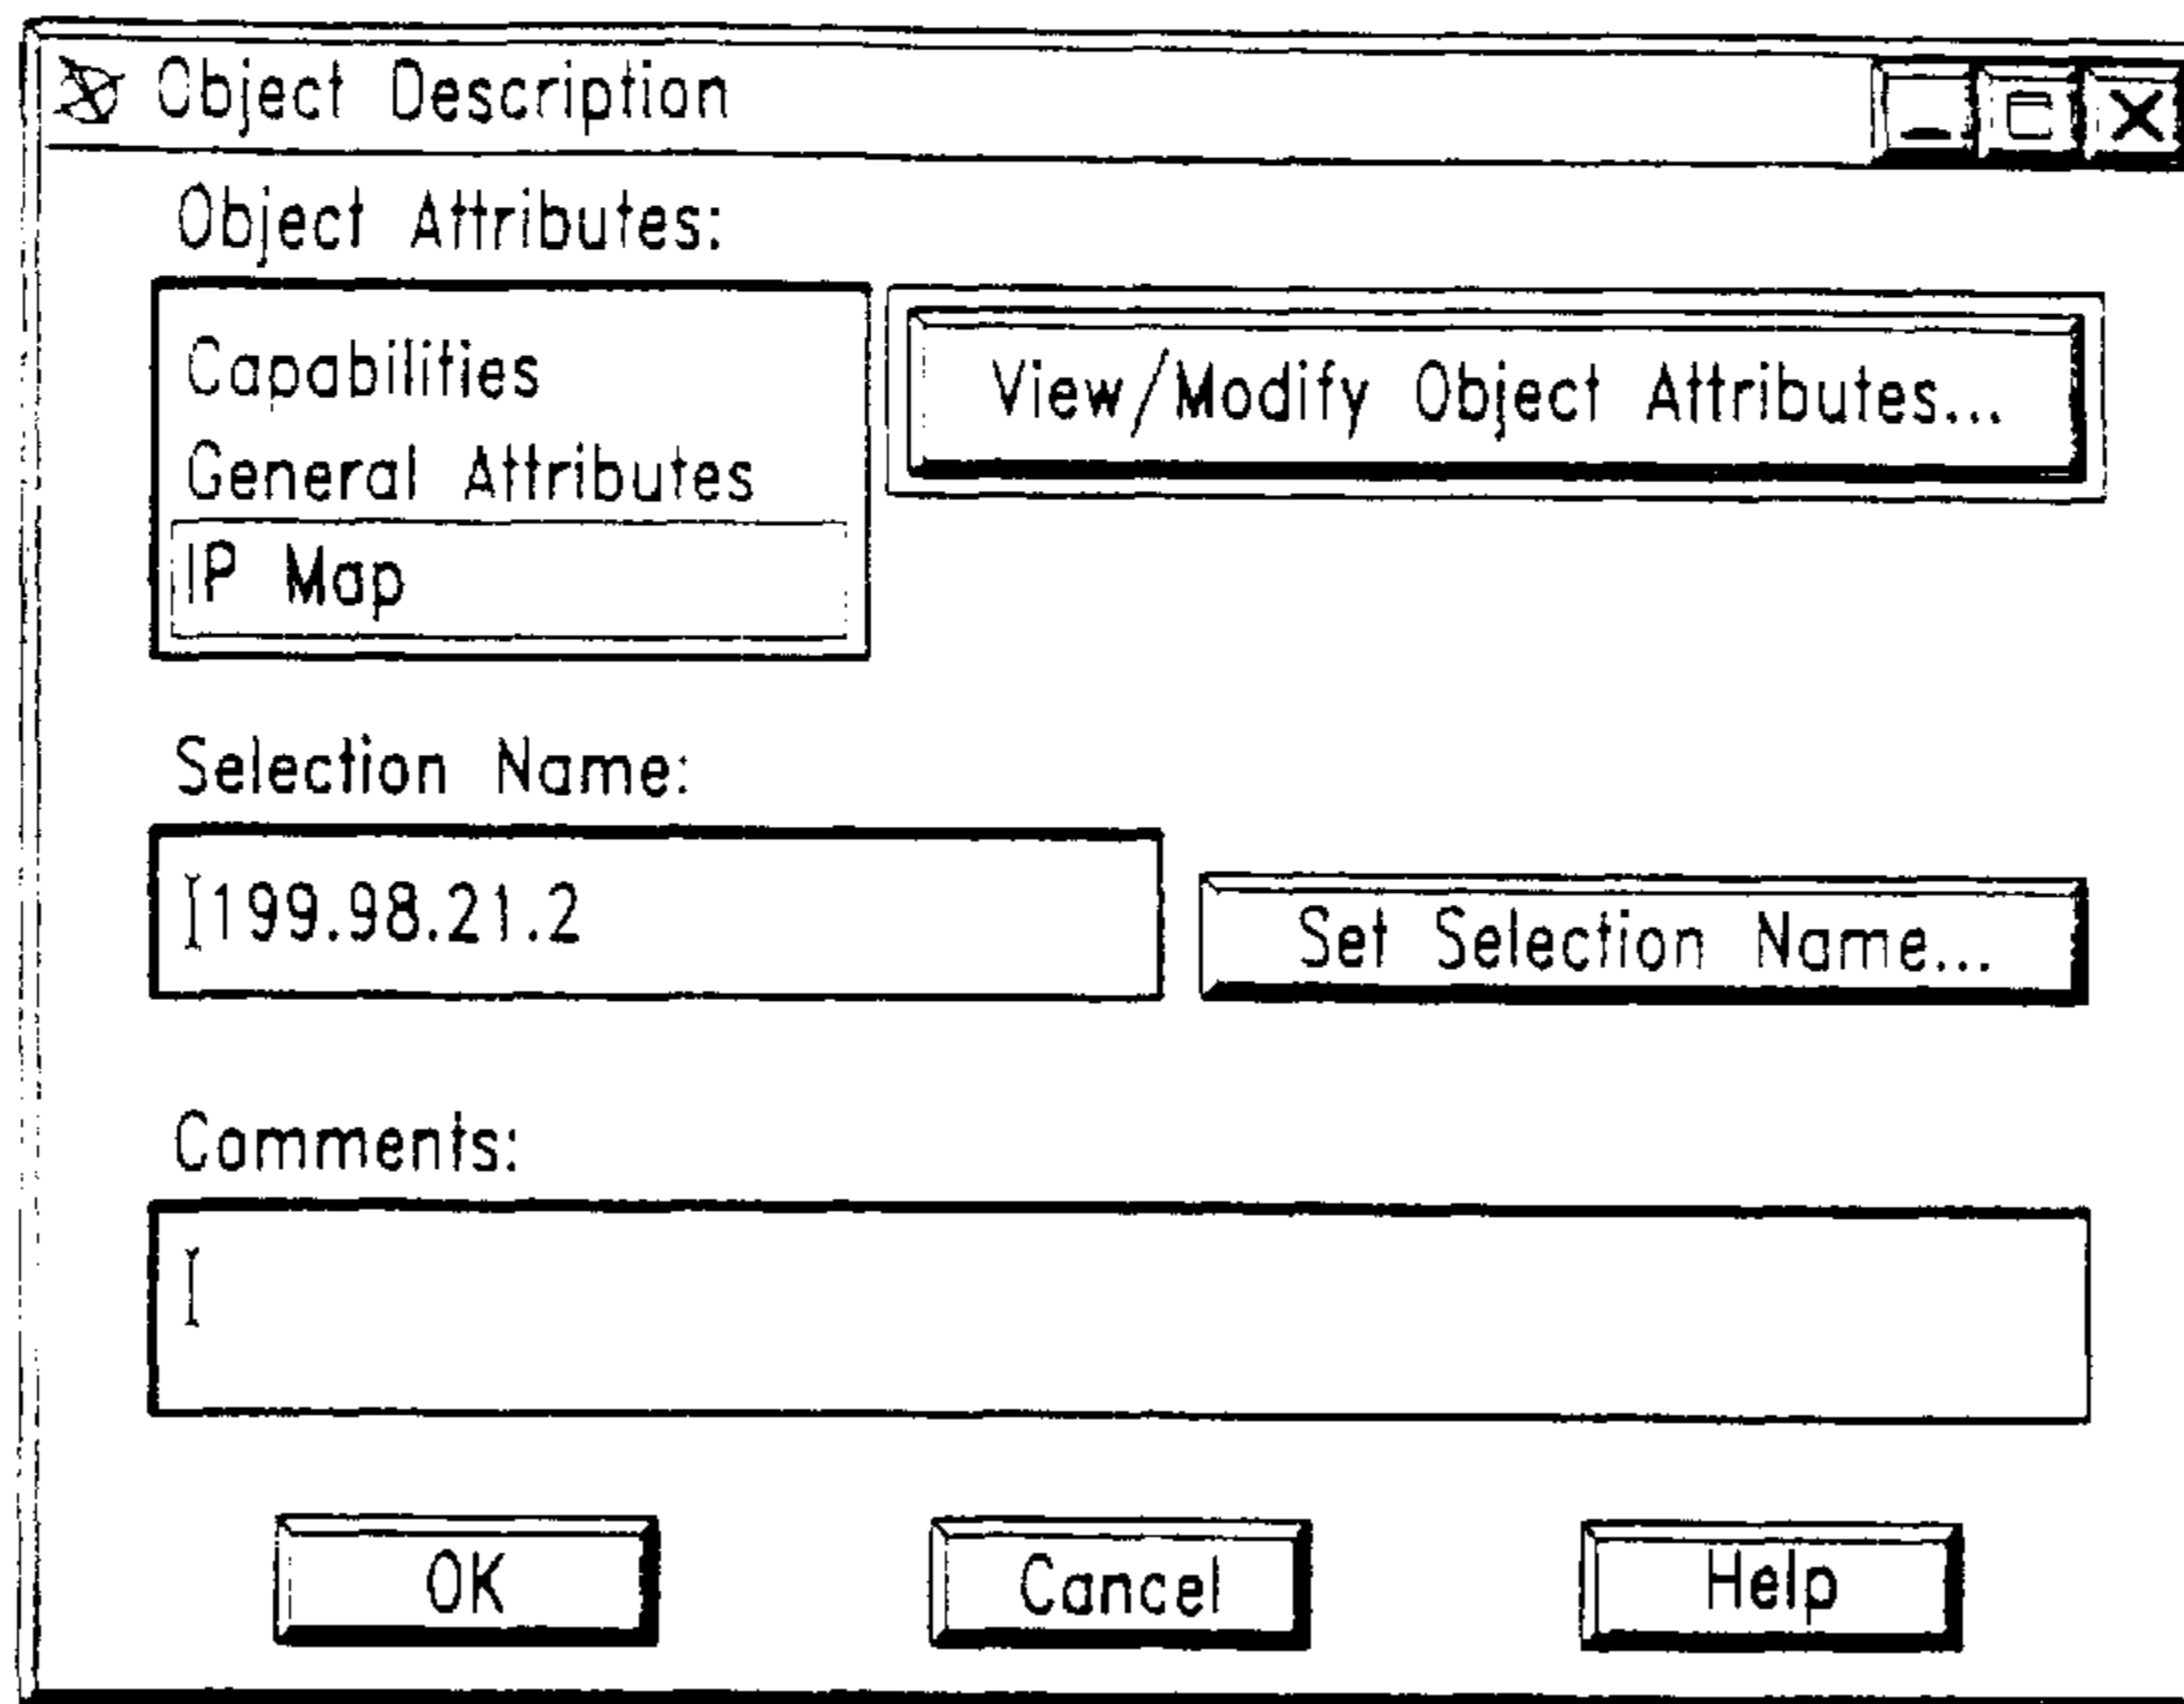 Object Description
Object Attributes:
Capabilities
General Attributes
IP Map
View/Modify Object Attributes...
Selection Name:
199.98.21.2
Set Selection Name...
Comments:
OK
Cancel
Help